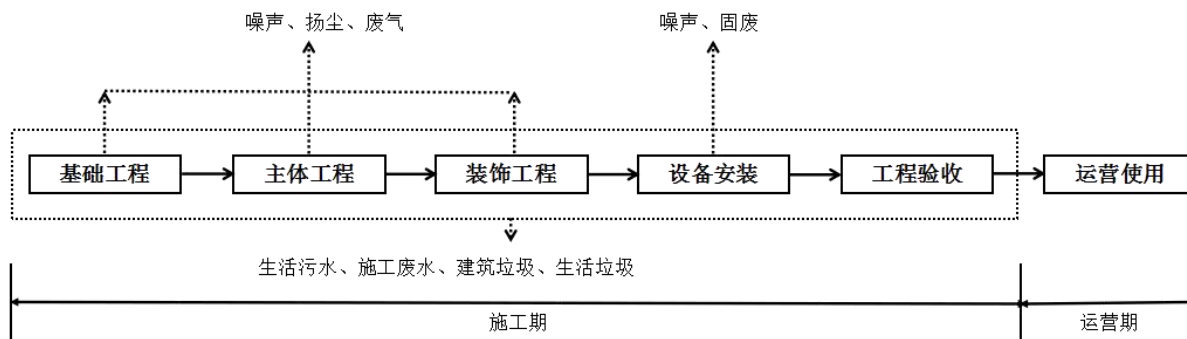 噪声、扬尘、废气
噪声、固废
基础工程
主体工程
装饰工程
设备安装
工程验收
运营使用
生活污水、施工废水、建筑垃圾、生活垃圾
施工期
运营期